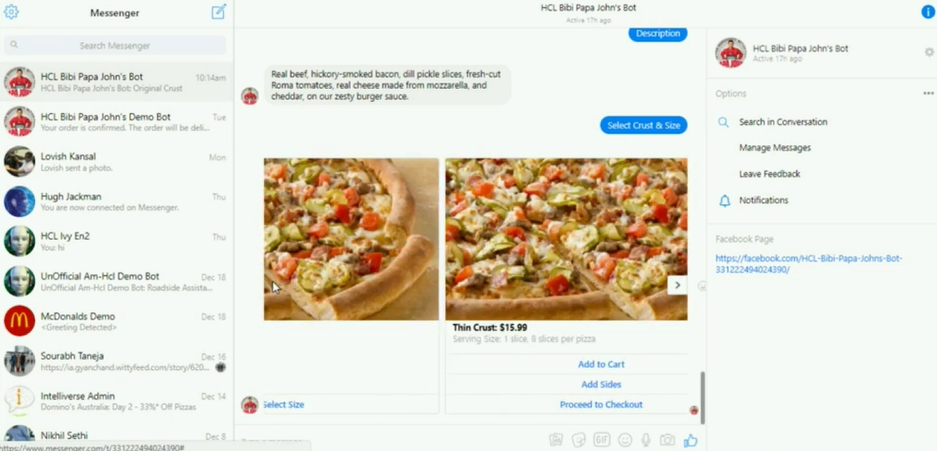 Messenger
Search Messenger
HCL Bibi Papa John's Bot
10:14am
HCL Bibi Papa John's Bot: Original Crust
HCL Bibi Papa John's Demo Bot
Tue
Your order is confirmed. The order will be deli...
Lovish Kansal
Mon
Lovish sent a photo.
Hugh Jackman
Thu
You are now connected on Messenger.
HCL Ivy En2
Thu
You: hi
UnOfficial Am-Hcl Demo Bot
Dec 18
UnOfficial Am-Hcl Demo Bot: Roadside Assista...
McDonalds Demo
Dec 18
<Greeting Detected>
Sourabh Taneja
Dec 16
https://ia.gyanchand.wittyfeed.com/story/620...
Intelliverse Admin
Dec 14
Domino's Australia: Day 2 - 33%* Off Pizzas
Nikhil Sethi
Dec 8
https://www.messenger.com/t/331222494024390#
HCL Bibi Papa John's Bot
Active 17h ago
Description
Real beef, hickory-smoked bacon, dill pickle slices, fresh-cut
Roma tomatoes, real cheese made from mozzarella, and
cheddar, on our zesty burger sauce.
Select Crust & Size
Select Size
Thin Crust: $15.99
Serving Size: 1 slice, 8 slices per pizza
Add to Cart
Add Sides
Proceed to Checkout
GIF
HCL Bibi Papa John's Bot
Active 17h ago
Options
Search in Conversation
Manage Messages
Leave Feedback
Notifications
Facebook Page
https://facebook.com/HCL-Bibi-Papa-Johns-Bot-
331222494024390/